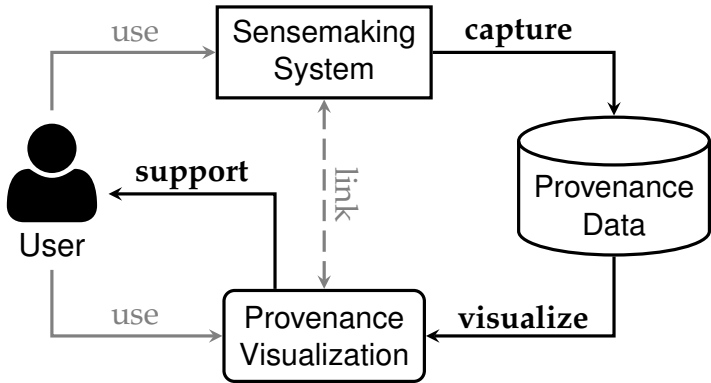 use
Sensemaking
System
capture
support
link
Provenance
Data
User
use
Provenance
Visualization
visualize